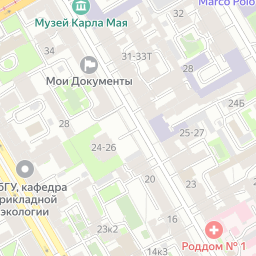 Marco Polo
Музей Карла Мая
34
31-33Т
28
Мои Документы
24Б
28
25-27
24-26
БГУ, кафедра
рикладной
экологии
20
16
23к2
Роддом № 1
14к3